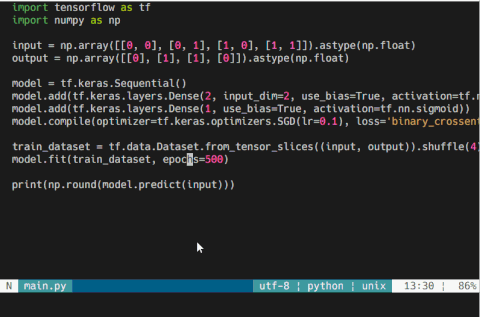 import tensorflow as tf
import numpy as np
input = np.array([[0, 0], [0, 1], [1, 0], [1, 1]]).astype(np.float)
output = np.array([[0], [1], [1], [0]]).astype(np.float)
model = tf.keras.Sequential()
model.add(tf.keras.layers.Dense(2, input_dim=2, use_bias=True, activation=tf.n
model.add(tf.keras.layers.Dense(1, use_bias=True, activation=tf.nn.sigmoid))
model.compile(optimizer=tf.keras.optimizers.SGD(lr=0.1), loss='binary_crossen
train_dataset = tf.data.Dataset.from_tensor_slices((input, output)).shuffle(4)
model.fit(train_dataset, epochs=500)
print(np.round(model.predict(input)))
N main.py utf-8 ¦ python ¦ unix 13:30 ¦ 86%